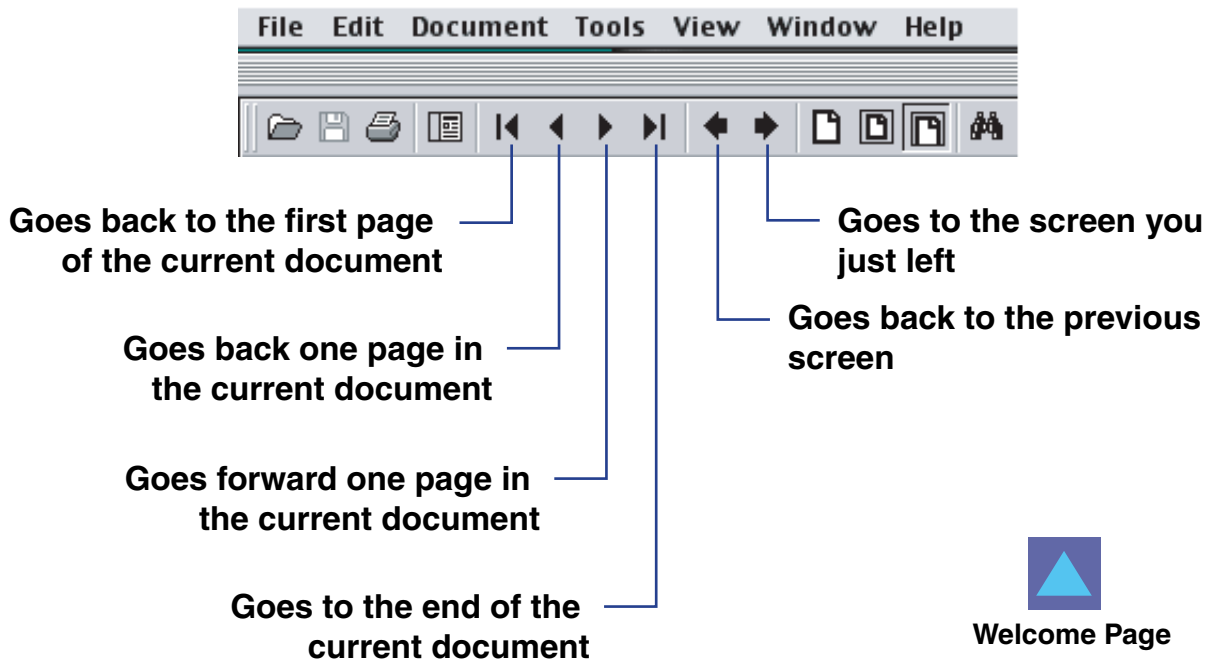 File Edit Document Tools View Window Help
Goes back to the first page
of the current document
Goes to the screen you
just left
Goes back to the previous
screen
Goes back one page in
the current document
Goes forward one page in
the current document
Goes to the end of the
current document
Welcome Page